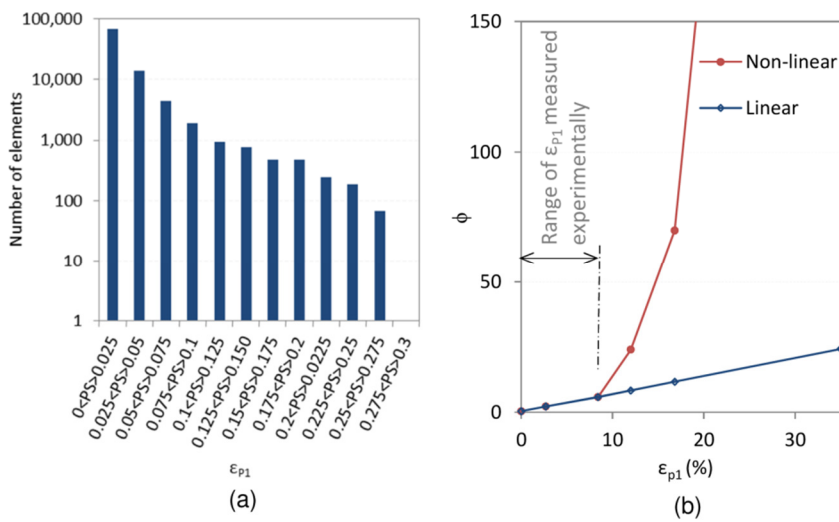 100,000
10,000
1,000
100
10
1
Number of elements
0<PS>0.025
0.025<PS>0.05
0.05<PS>0.075
0.075<PS>0.1
0.1<PS>0.125
0.125<PS>0.150
0.15<PS>0.175
0.175<PS>0.2
0.2<PS>0.0225
0.225<PS>0.25
0.25<PS>0.275
0.275<PS>0.3
εP1
(a)
150
100
50
0
ϕ
Range of εP1 measured
experimentally
Non-linear
Linear
0 10 20 30
εp1 (%)
(b)